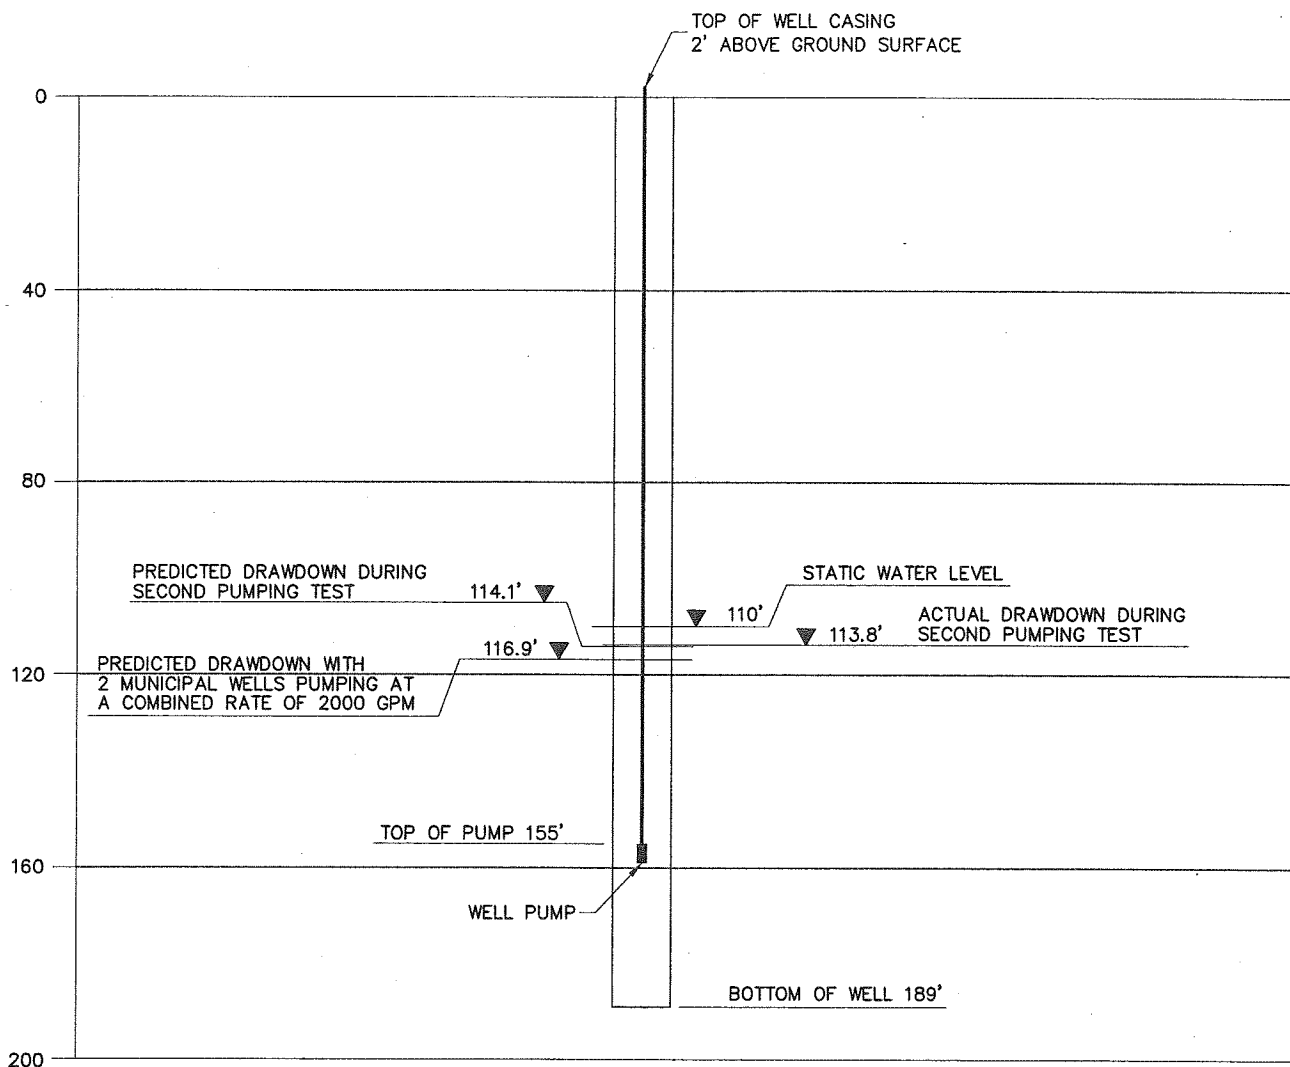 TOP OF WELL CASING
2' ABOVE GROUND SURFACE
0
40
80
PREDICTED DRAWDOWN DURING
SECOND PUMPING TEST
114.1'
STATIC WATER LEVEL
110'
ACTUAL DRAWDOWN DURING
SECOND PUMPING TEST
113.8'
116.9'
PREDICTED DRAWDOWN WITH
2 MUNICIPAL WELLS PUMPING AT
A COMBINED RATE OF 2000 GPM
120
TOP OF PUMP 155'
160
WELL PUMP
BOTTOM OF WELL 189'
200